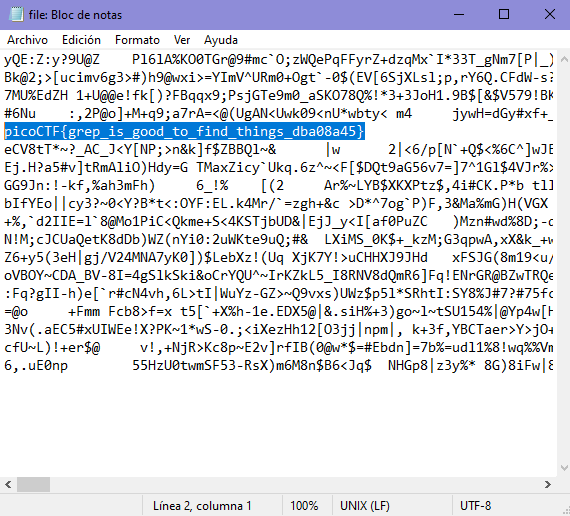 file: Bloc de notas
Archivo Edición Formato Ver Ayuda
yQE:Z:y?9U@Z    Pl61A%KO0TGr@9#mc`O;zWQePqFFyrZ+dzqMx`I*33T_gNm7[P|_)
Bk@2;>[ucimv6g3>#)h9@wxi>=YImV^URm0+Ogt`-0$(EV[6SjXLsl;p,rY6Q.CFdW-s?
7MU%EdZH 1+U@@e!fk[)?FBqqx9;PsjGTe9m0_aSKO78Q%!*3+3JoH1.9B$[&$V579!BK
#6Nu    :,2P@o]+M+q9;a7rA=<@(UgAN<Uwk09<nU*wbty< m4    jywH=dGy#xf+_
picoCTF{grep_is_good_to_find_things_dba08a45}
eCV8tT*~?_AC_J<Y[NP;>n&k]f$ZBBQl~&       |w      2|<6/p[N`+Q$<%6C^]wJE
Ej.H?a5#v]tRmAliO)Hdy=G TMaxZicy`Ukq.6z^~<F[$DQt9aG56v7=]7^1Gl$4VJr%>
GG9Jn:!-kf,%ah3mFh)     6_!%   [(2    Ar%~LYB$XKXPtz$,4i#CK.P*b tll
bIfYEo||cy3?~0<Y?B*t<:OYF:EL.k4Mr/`=zgh+&c >D*^7og`P)F,3&Ma%mG)H(VGX
+%,`d2IIE=l`8@Mo1PiC<Qkme+S<4KSTjbUD&|EjJ_y<I[af0PuZC   )Mzn#wd%8D;-d
N!M;cJCUaQetK8dDb)WZ(nYi0:2uWKte9uQ;#&  LXiMS_0K$+_kzM;G3qpwA,xX&k_+w
Z6+y5(3eH|gj/V24MNA7yK0])$LebXz!(Uq XjK7Y!>uCHHXJ9JHd   xFSJG(8m19<u/
oVBOY~CDA_BV-8I=4gSlkSki&oCrYQU^~IrKZkL5_I8RNV8dQmR6]Fq!ENrGR@BZwTRQe
:Fq?gII-h)e[`r#cN4vh,6L>tI|WuYz-GZ>~Q9vxs)UWz$p5l*SRhtI:SY8%J#7?#75fd
=@o     +Fmm Fcb8>f=x t5[`+X%h-1e.EDX5@|&.siH%+3)go~l~tSU154%|@Yp4w[H
3Nv(.aEC5#xUIWEe!X?PK~1*wS-0.;<iXezHh12[O3jj|npm|, k+3f,YBCTaer>Y>jO+
cfU~L)!+er$@     v!,+NjR>Kc8p~E2v]rfIB(0@w*$=#Ebdn]=7b%=udl1%8!wq%%Vm
6,.uE0np         55HzU0twmSF53-RsX)m6M8n$B6<Jq$  NHGp8|z3y%* 8G)8iFw|8
Línea 2, columna 1
100%
UNIX (LF)
UTF-8